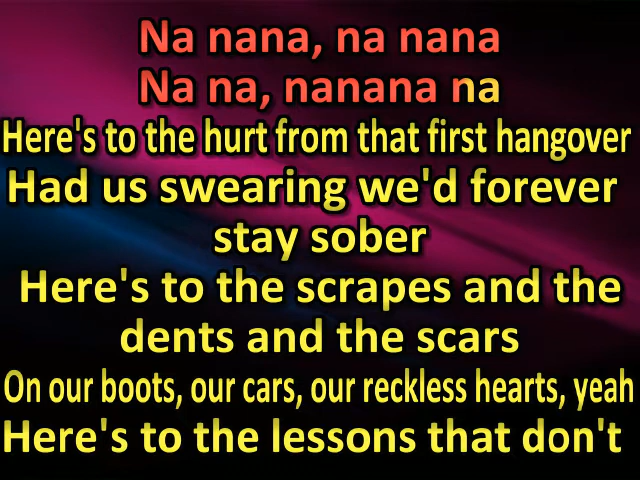 Na nana, na nana
Na na, nanana na
Here's to the hurt from that first hangover
Had us swearing we'd forever
stay sober
Here's to the scrapes and the
dents and the scars
On our boots, our cars, our reckless hearts, yeah
Here's to the lessons that don't